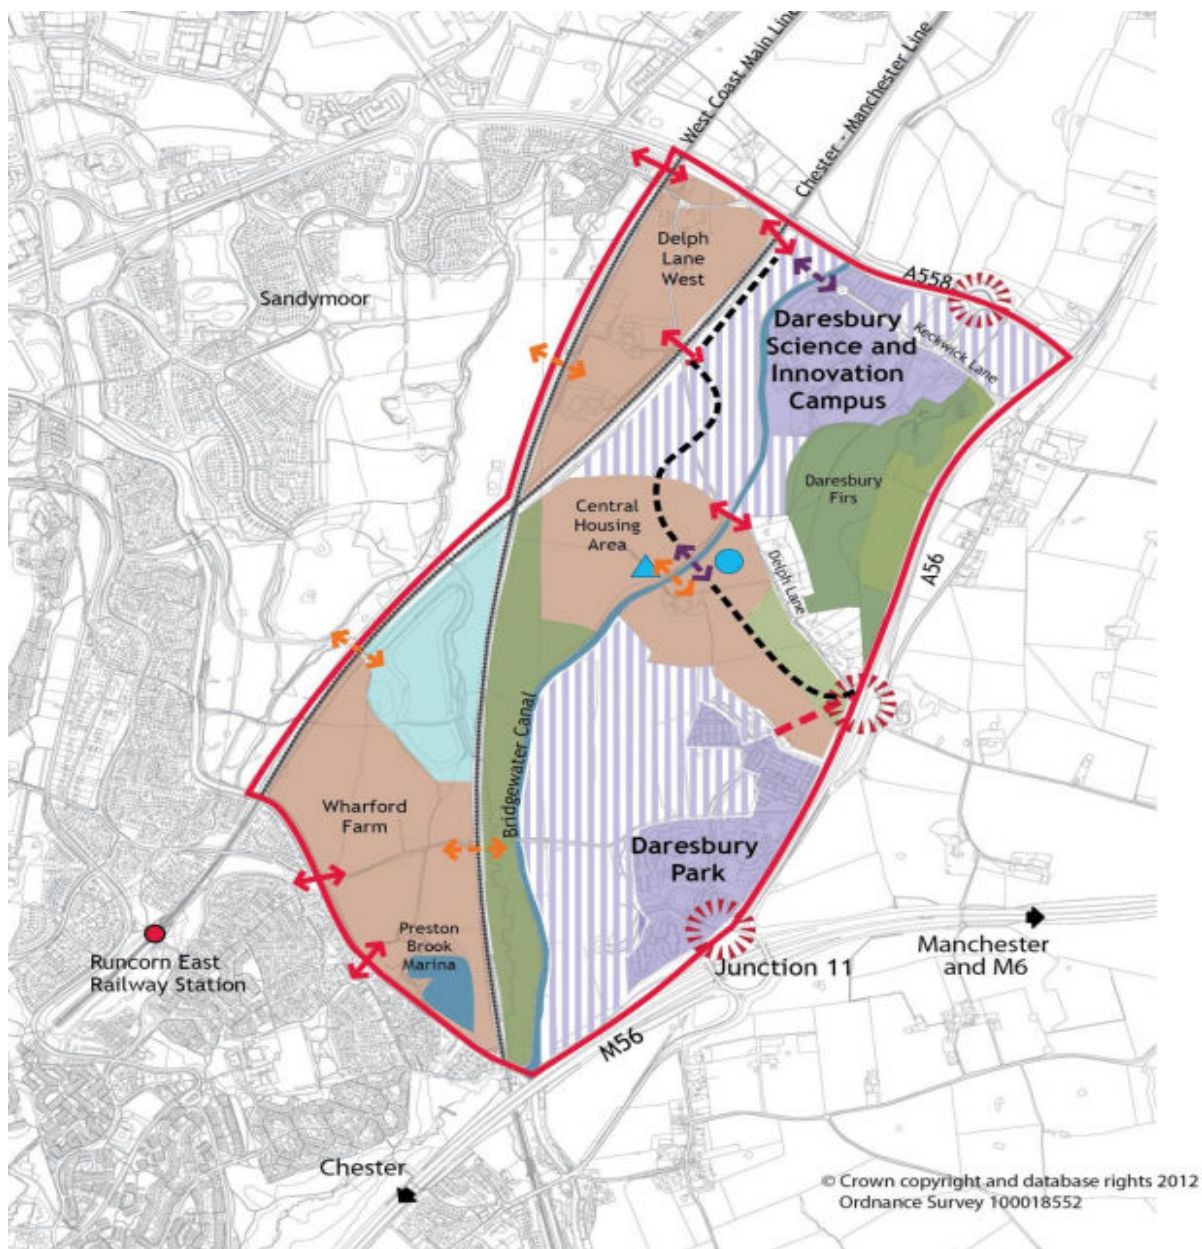 West Coast Main Line
Chester - Manchester Line
Delph
Lane
West
Sandymoor
A558
Daresbury
Science and
Innovation
Campus
Keckwick Lane
Daresbury
Firs
Central
Housing
Area
Delph Lane
A56
Bridgewater Canal
Wharford
Farm
Daresbury
Park
Preston
Brook
Marina
Runcorn East
Railway Station
Junction 11
Manchester
and M6
M56
Chester
© Crown copyright and database rights 2012
Ordnance Survey 100018552